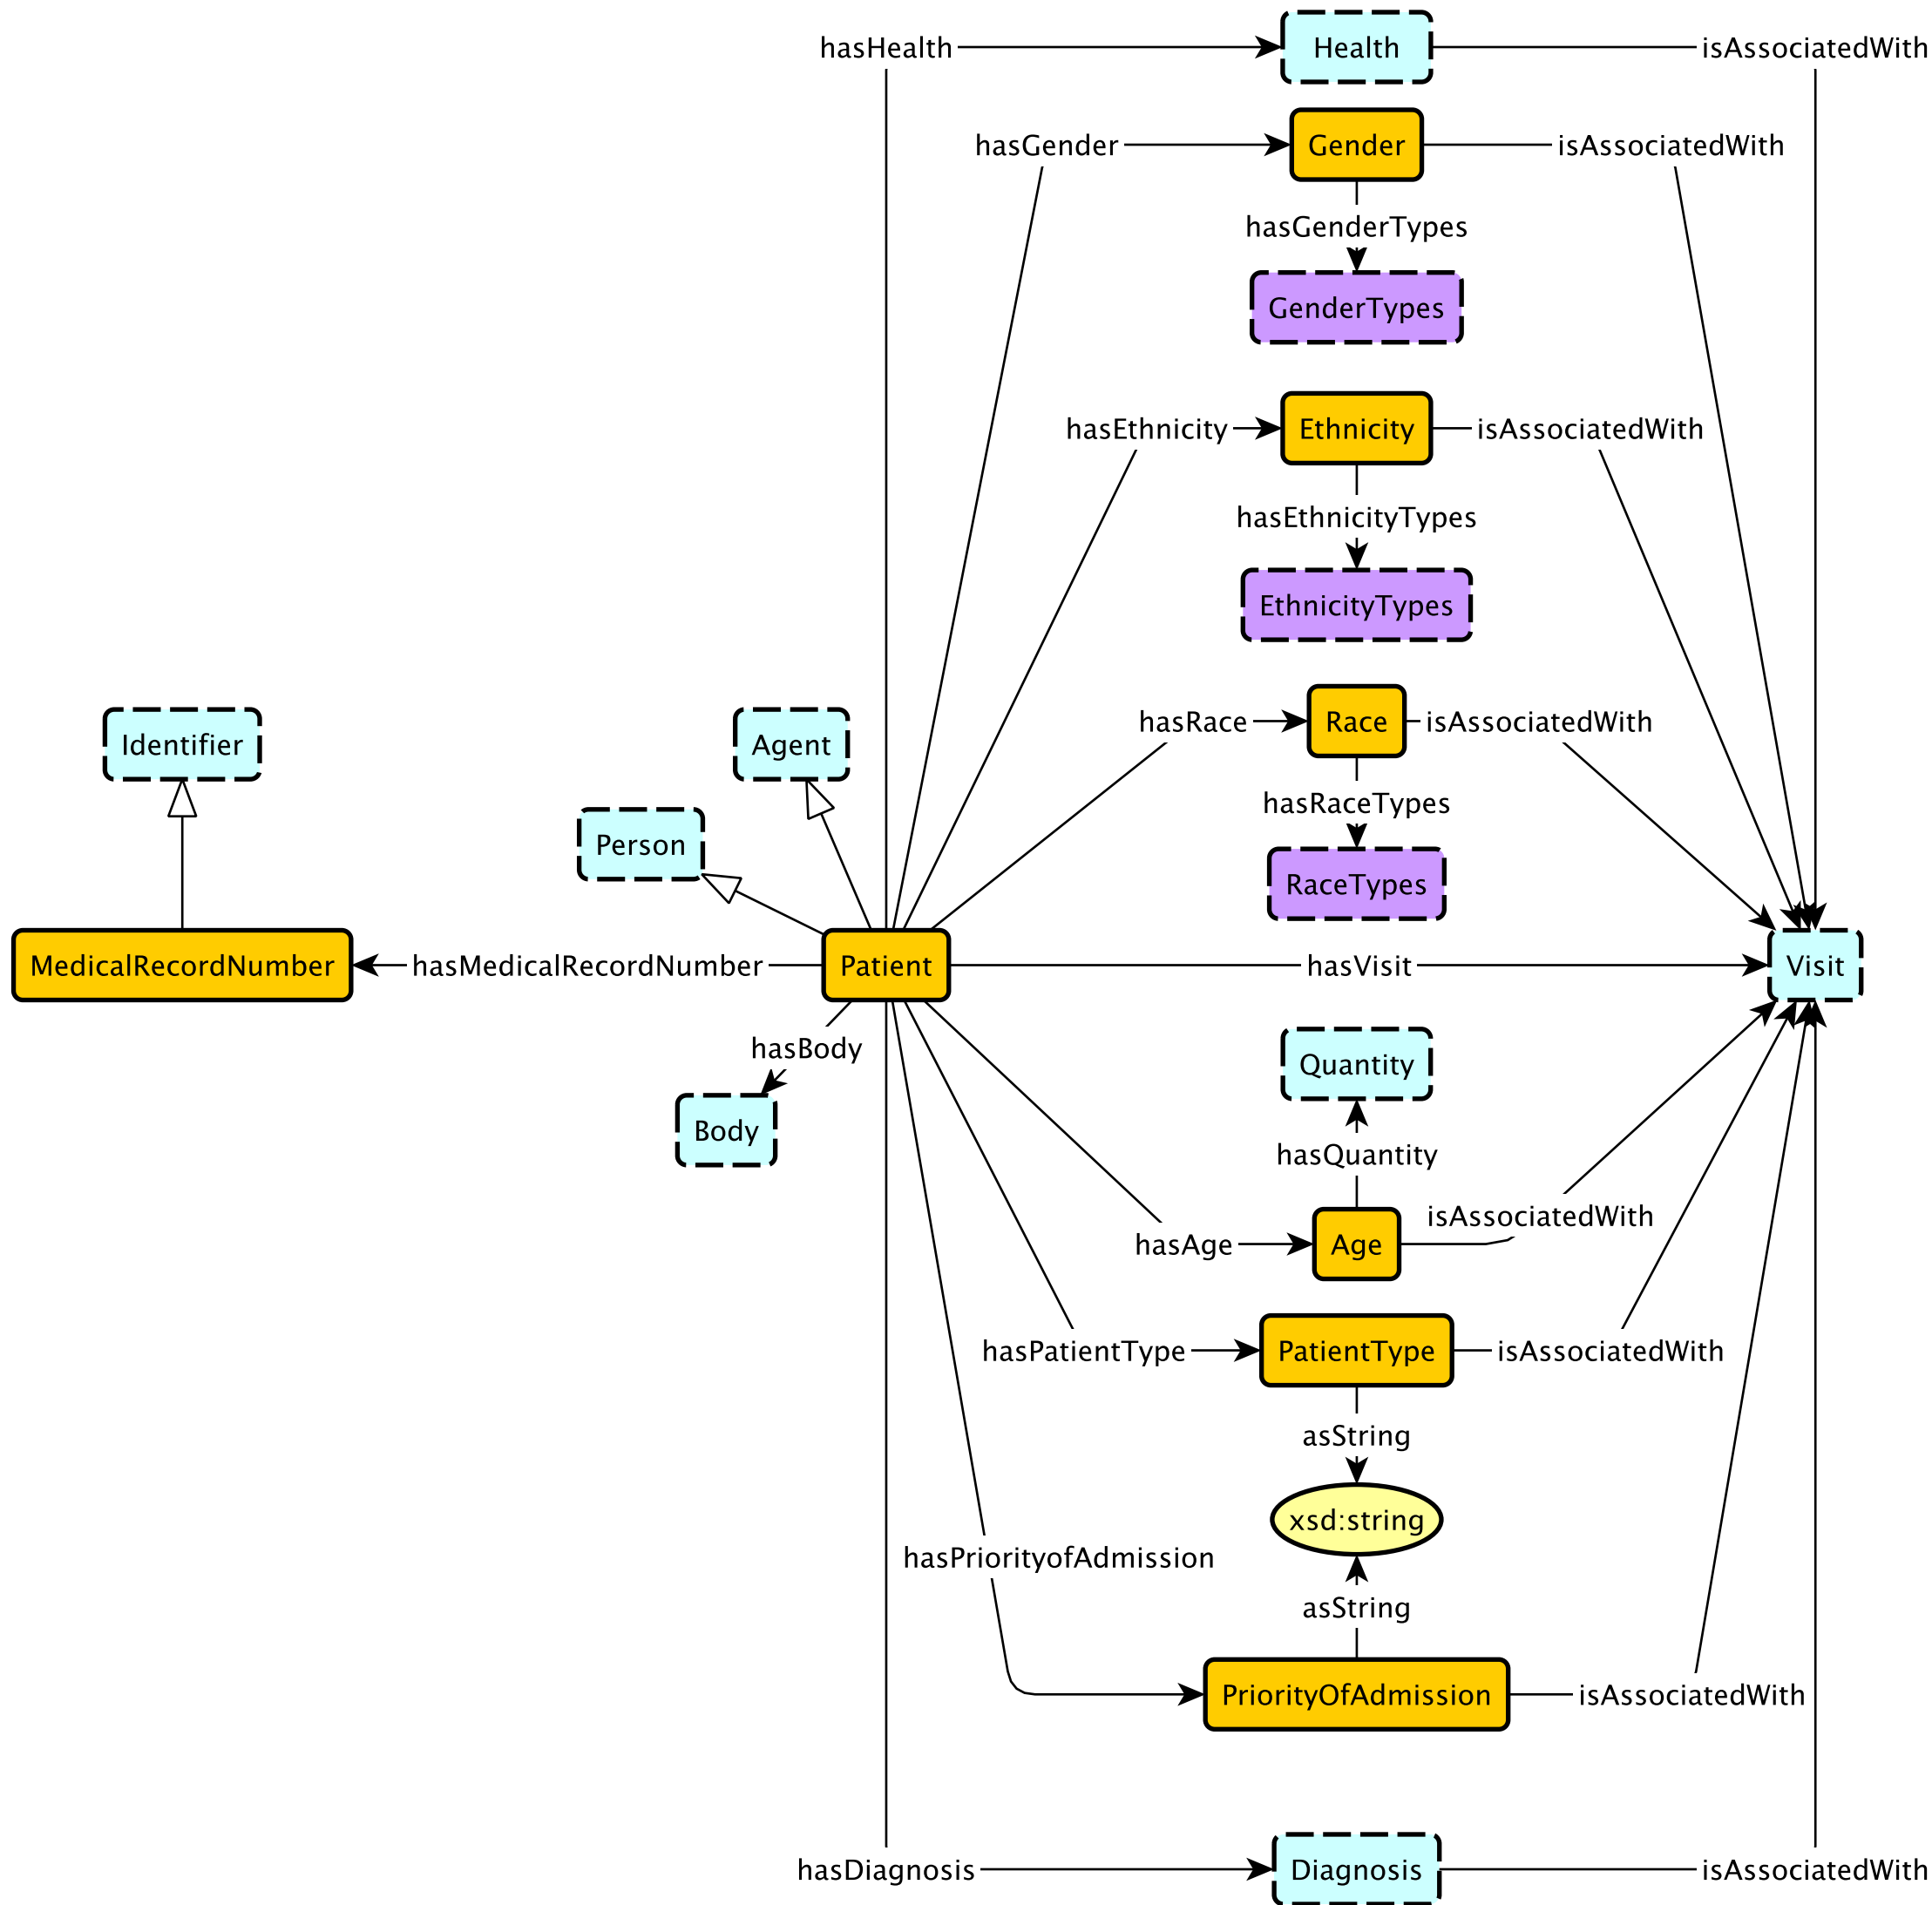 hasHealth
Health
isAssociatedWith
hasGender
Gender
isAssociatedWith
hasGenderTypes
GenderTypes
hasEthnicity
Ethnicity
isAssociatedWith
hasEthnicityTypes
EthnicityTypes
hasRace
Race
isAssociatedWith
Identifier
Agent
hasRaceTypes
Person
RaceTypes
MedicalRecordNumber
hasMedicalRecordNumber
Patient
hasVisit
Visit
hasBody
Quantity
Body
hasQuantity
isAssociatedWith
hasAge
Age
hasPatientType
PatientType
isAssociatedWith
asString
xsd:string
hasPriorityofAdmission
asString
PriorityOfAdmission
isAssociatedWith
hasDiagnosis
Diagnosis
isAssociatedWith